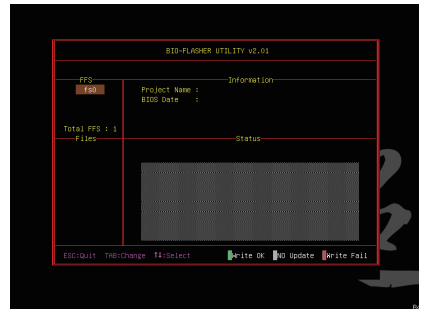 BIO-FLASHER UTILITY v2.01
FFS
Information
fs0
Project Name :
BIOS Date :
Total FFS : 1
Files
Status
ESC:Quit TAB:Change ↑↓:Select
Write OK NO Update Write Fail